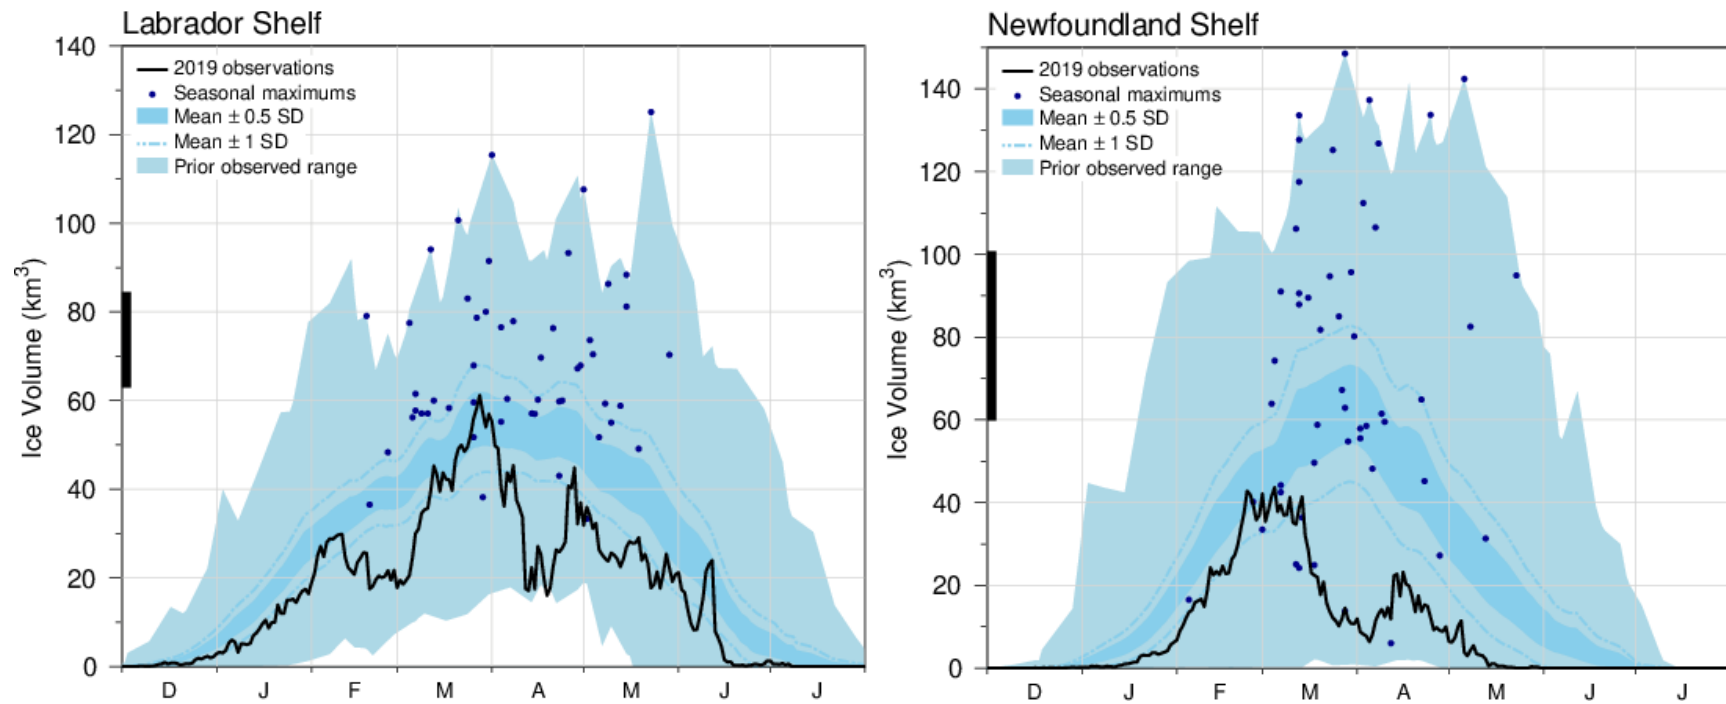 Labrador Shelf
140
120
100
80
60
40
20
0
Ice Volume (km³)
2019 observations
Seasonal maximums
Mean ± 0.5 SD
Mean ± 1 SD
Prior observed range
D J F M A M J J
Newfoundland Shelf
140
120
100
80
60
40
20
0
Ice Volume (km³)
2019 observations
Seasonal maximums
Mean ± 0.5 SD
Mean ± 1 SD
Prior observed range
D J F M A M J J